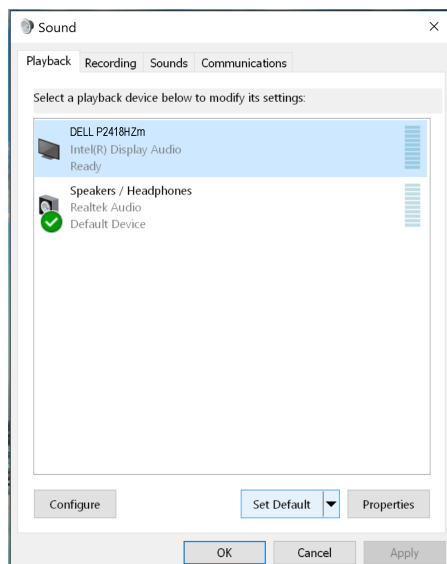 Sound
Playback Recording Sounds Communications
Select a playback device below to modify its settings:
DELL P2418HZm
Intel(R) Display Audio
Ready
Speakers / Headphones
Realtek Audio
Default Device
Configure Set Default Properties
OK Cancel Apply